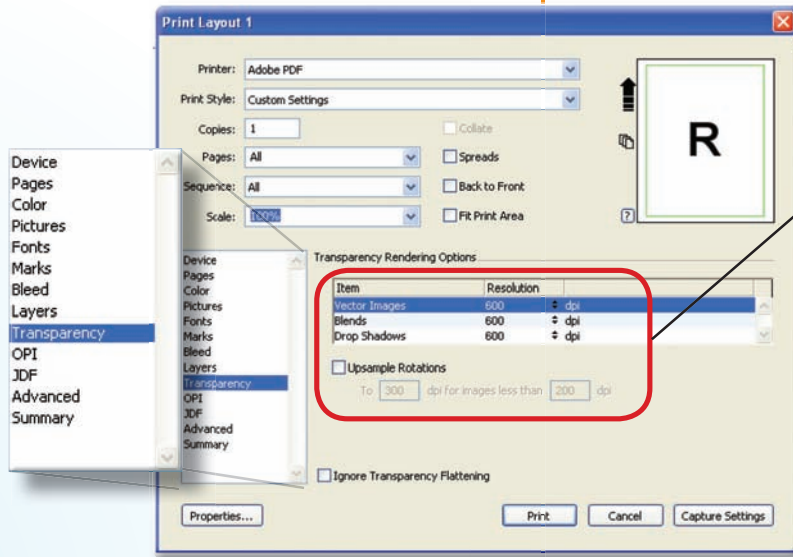 Print Layout 1
Printer: Adobe PDF
Print Style: Custom Settings
Copies: 1 Collate
Pages: All Spreads
Sequence: All Back to Front
Scale: 100% Fit Print Area
R
?
Device
Pages
Color
Pictures
Fonts
Marks
Bleed
Layers
Transparency
OPI
JDF
Advanced
Summary
Device
Pages
Color
Pictures
Fonts
Marks
Bleed
Layers
Transparency
OPI
JDF
Advanced
Summary
Transparency Rendering Options
Item Resolution
Vector Images 600 dpi
Blends 600 dpi
Drop Shadows 600 dpi
Upsample Rotations
To 300 dpi for images less than 200 dpi
Ignore Transparency Flattening
Properties... Print Cancel Capture Settings